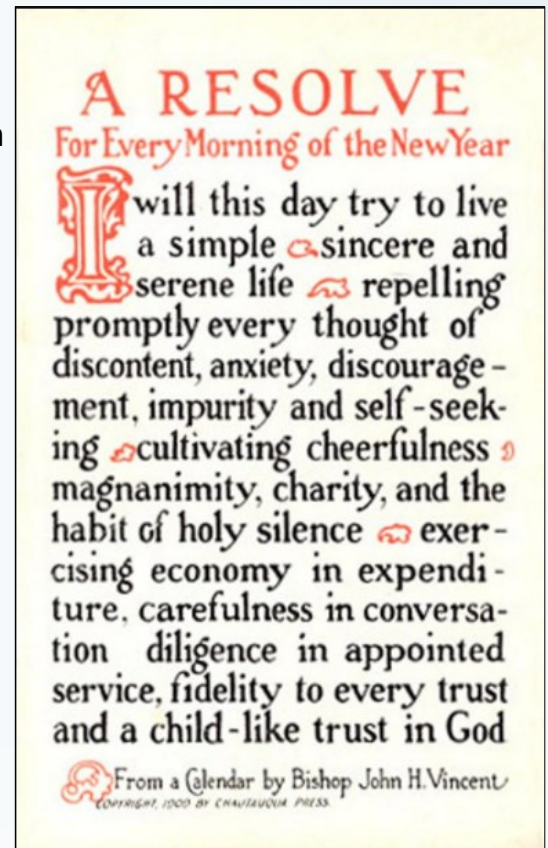 A RESOLVE
For Every Morning of the New Year
I will this day try to live
a simple sincere and
serene life repelling
promptly every thought of
discontent, anxiety, discourage-
ment, impurity and self-seek-
ing cultivating cheerfulness
magnanimity, charity, and the
habit of holy silence exer-
cising economy in expendi-
ture, carefulness in conversa-
tion diligence in appointed
service, fidelity to every trust
and a child-like trust in God
From a Calendar by Bishop John H. Vincent
COPYRIGHT, 1900 BY CHAUTAUQUA PRESS.